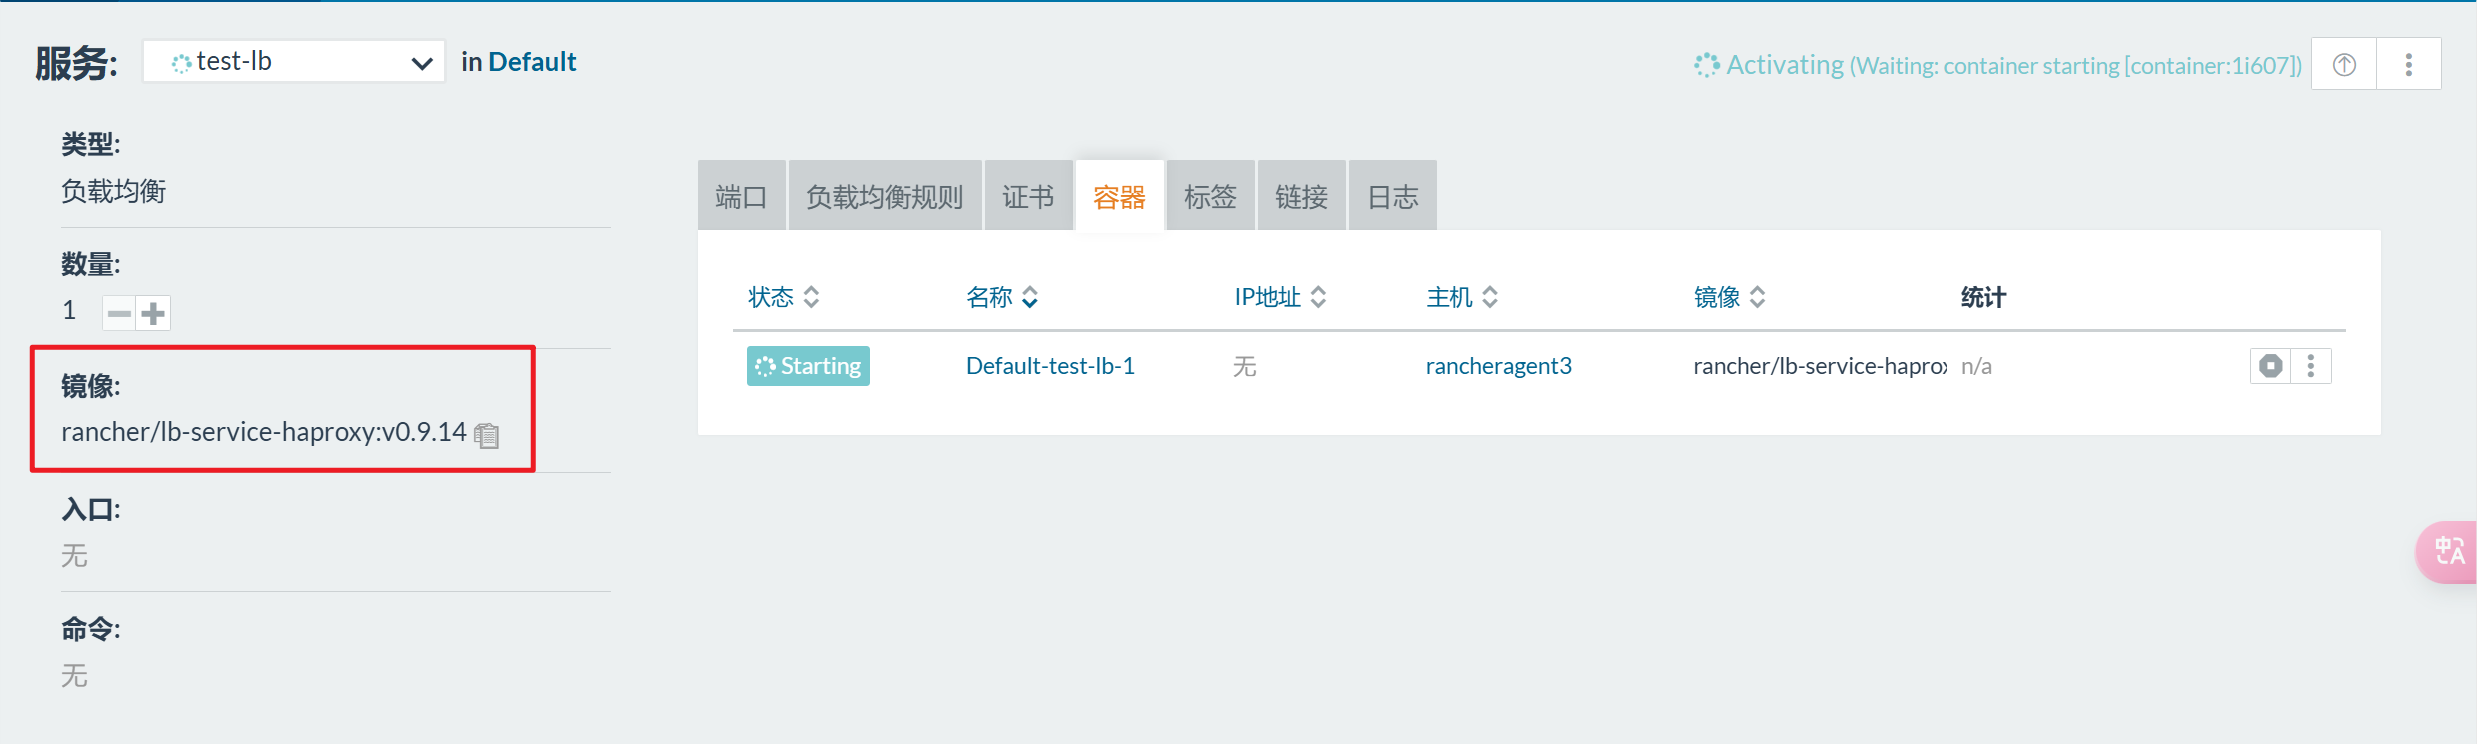 服务: test-lb in Default
Activating (Waiting: container starting [container:1i607])
类型:
负载均衡
数量:
1
镜像:
rancher/lb-service-haproxy:v0.9.14
入口:
无
命令:
无
端口 负载均衡规则 证书 容器 标签 链接 日志
状态 名称 IP地址 主机 镜像 统计
Starting Default-test-lb-1 无 rancheragent3 rancher/lb-service-haprox n/a
中A